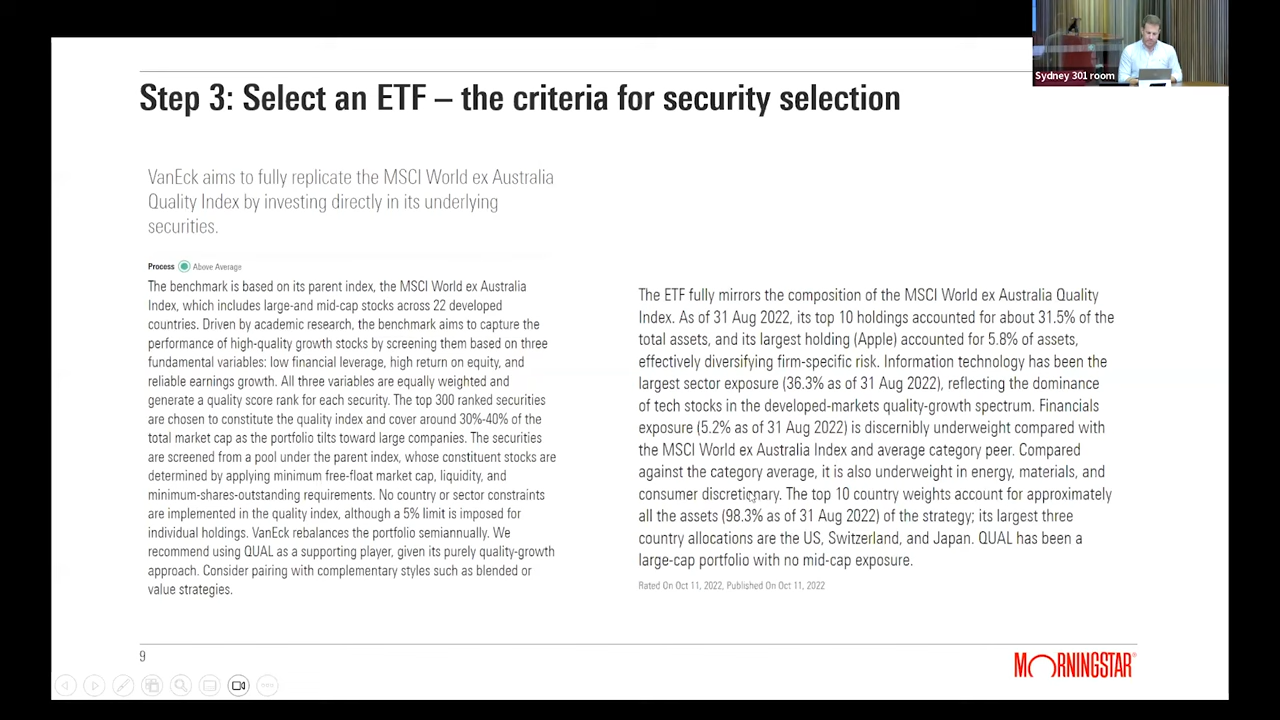 Sydney 301 room
Step 3: Select an ETF – the criteria for security selection
VanEck aims to fully replicate the MSCI World ex Australia
Quality Index by investing directly in its underlying
securities.
Process Above Average
The benchmark is based on its parent index, the MSCI World ex Australia
Index, which includes large-and mid-cap stocks across 22 developed
countries. Driven by academic research, the benchmark aims to capture the
performance of high-quality growth stocks by screening them based on three
fundamental variables: low financial leverage, high return on equity, and
reliable earnings growth. All three variables are equally weighted and
generate a quality score rank for each security. The top 300 ranked securities
are chosen to constitute the quality index and cover around 30%-40% of the
total market cap as the portfolio tilts toward large companies. The securities
are screened from a pool under the parent index, whose constituent stocks are
determined by applying minimum free-float market cap, liquidity, and
minimum-shares-outstanding requirements. No country or sector constraints
are implemented in the quality index, although a 5% limit is imposed for
individual holdings. VanEck rebalances the portfolio semiannually. We
recommend using QUAL as a supporting player, given its purely quality-growth
approach. Consider pairing with complementary styles such as blended or
value strategies.
The ETF fully mirrors the composition of the MSCI World ex Australia Quality
Index. As of 31 Aug 2022, its top 10 holdings accounted for about 31.5% of the
total assets, and its largest holding (Apple) accounted for 5.8% of assets,
effectively diversifying firm-specific risk. Information technology has been the
largest sector exposure (36.3% as of 31 Aug 2022), reflecting the dominance
of tech stocks in the developed-markets quality-growth spectrum. Financials
exposure (5.2% as of 31 Aug 2022) is discernibly underweight compared with
the MSCI World ex Australia Index and average category peer. Compared
against the category average, it is also underweight in energy, materials, and
consumer discretionary. The top 10 country weights account for approximately
all the assets (98.3% as of 31 Aug 2022) of the strategy; its largest three
country allocations are the US, Switzerland, and Japan. QUAL has been a
large-cap portfolio with no mid-cap exposure.
Rated On Oct 11, 2022, Published On Oct 11, 2022
9
MORNINGSTAR